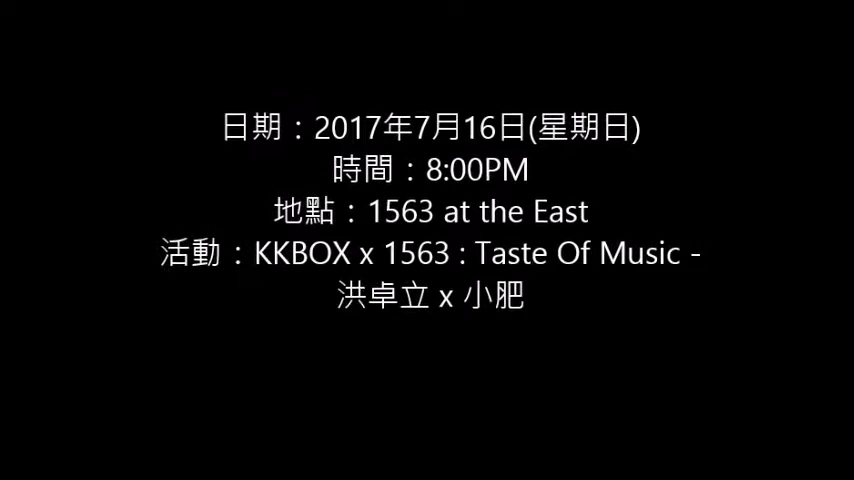 日期：2017年7月16日(星期日)
時間：8:00PM
地點：1563 at the East
活動：KKBOX x 1563 : Taste Of Music -
洪卓立 x 小肥